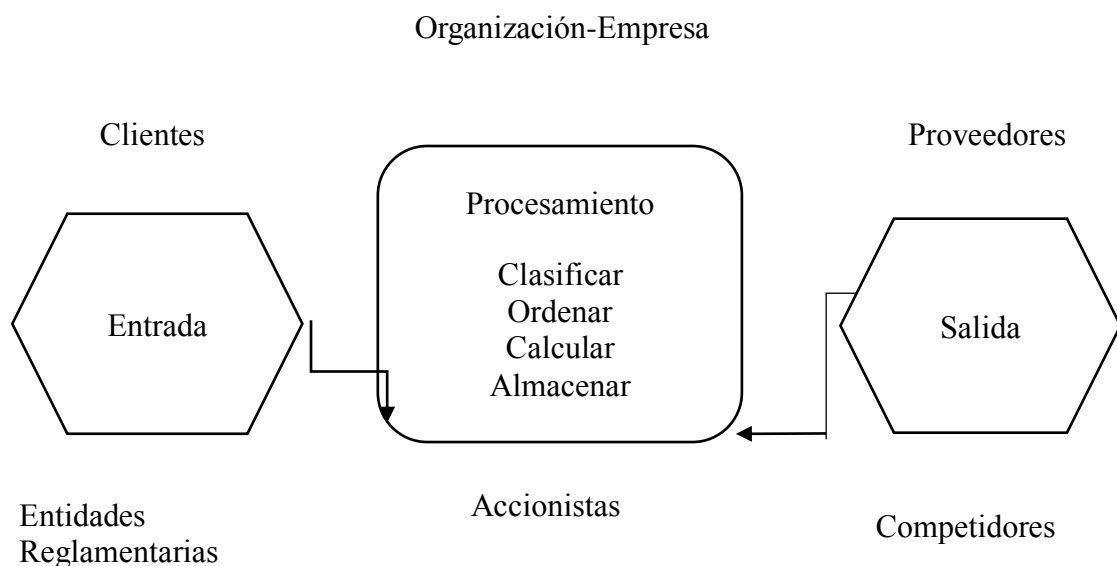 Organización-Empresa
Clientes
Proveedores
Procesamiento
Clasificar
Ordenar
Calcular
Almacenar
Entrada
Salida
Entidades
Reglamentarias
Accionistas
Competidores